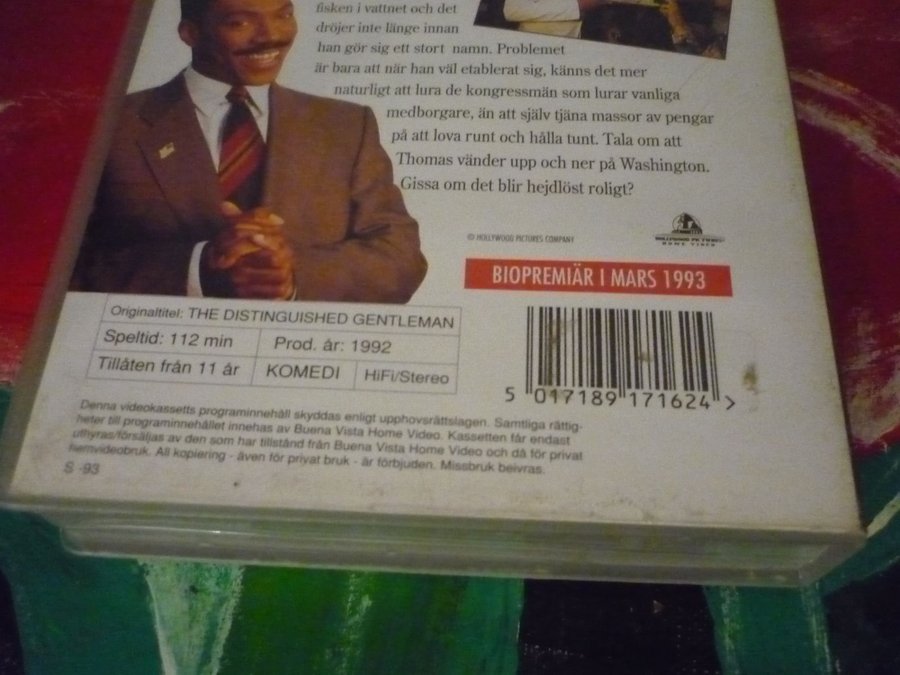 fisken i vattnet och det
dröjer inte länge innan
han gör sig ett stort namn. Problemet
är bara att när han väl etablerat sig, känns det mer
naturligt att lura de kongressmän som lurar vanliga
medborgare, än att själv tjäna massor av pengar
på att lova runt och hålla tunt. Tala om att
Thomas vänder upp och ner på Washington.
Gissa om det blir hejdlöst roligt?
© HOLLYWOOD PICTURES COMPANY
HOLLYWOOD PICTURES
HOME VIDEO
BIOPREMIÄR I MARS 1993
Originaltitel: THE DISTINGUISHED GENTLEMAN
Speltid: 112 min Prod. år: 1992
Tillåten från 11 år KOMEDI HiFi/Stereo
5 017189 171624 >
Denna videokassetts programinnehåll skyddas enligt upphovsrättslagen. Samtliga rättig-
heter till programinnehållet innehas av Buena Vista Home Video. Kassetten får endast
uthyras/försäljas av den som har tillstånd från Buena Vista Home Video och då för privat
hemvideobruk. All kopiering - även för privat bruk - är förbjuden. Missbruk beivras.
S -93